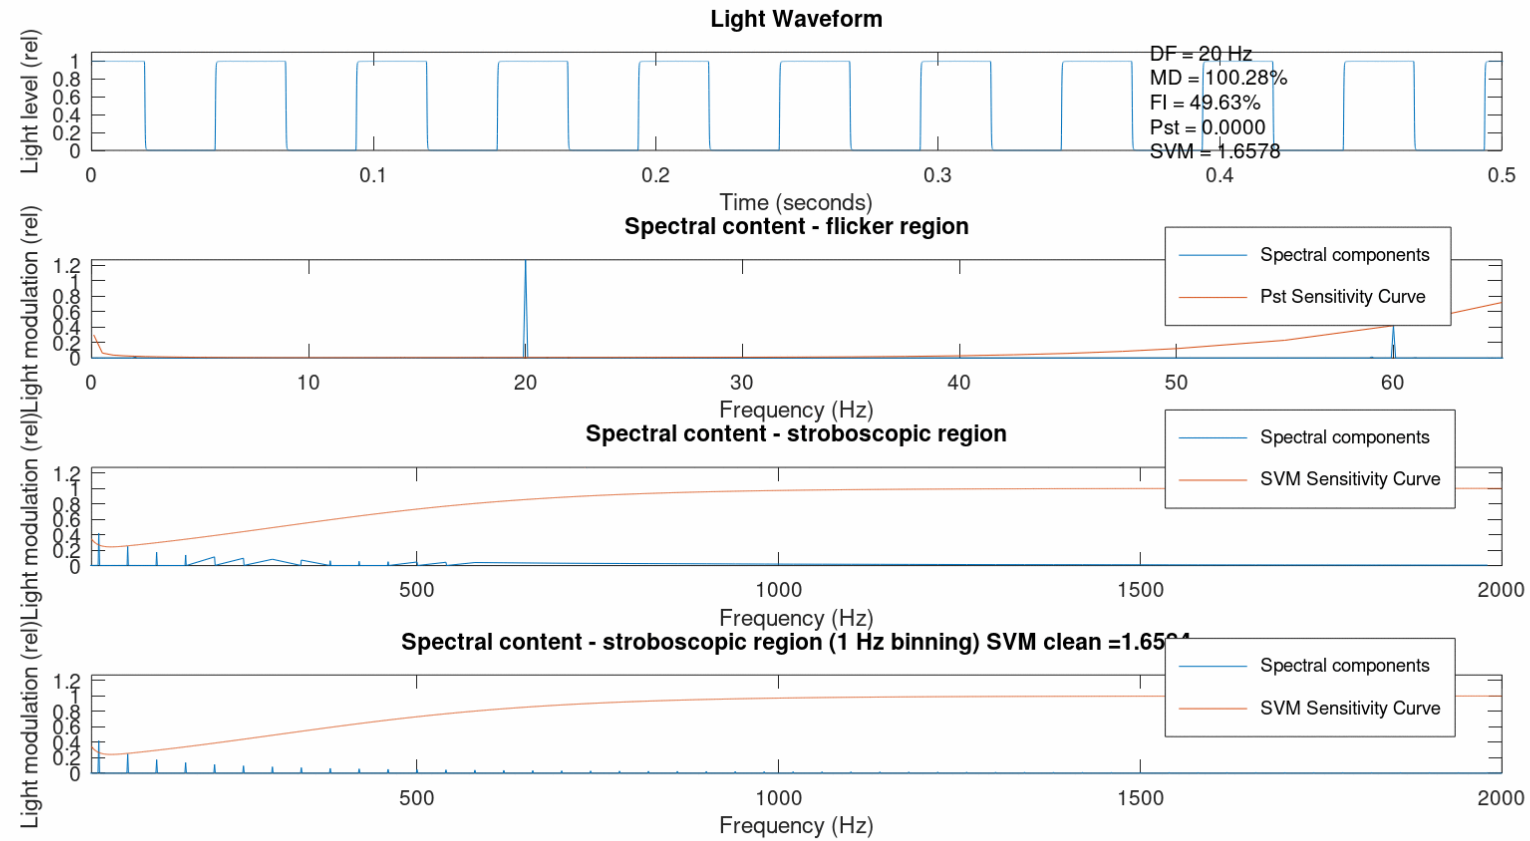 Light Waveform
Light level (rel)
1
0.8
0.6
0.4
0.2
0
DF = 20 Hz
MD = 100.28%
FI = 49.63%
Pst = 0.0000
SVM = 1.6578
0 0.1 0.2 0.3 0.4 0.5
Time (seconds)
Spectral content - flicker region
Light modulation (rel)
1.2
1
0.8
0.6
0.4
0.2
0
Spectral components
Pst Sensitivity Curve
0 10 20 30 40 50 60
Frequency (Hz)
Spectral content - stroboscopic region
Light modulation (rel)
1.2
1
0.8
0.6
0.4
0.2
0
Spectral components
SVM Sensitivity Curve
500 1000 1500 2000
Frequency (Hz)
Spectral content - stroboscopic region (1 Hz binning) SVM clean
Light modulation (rel)
1.2
1
0.8
0.6
0.4
0.2
0
Spectral components
SVM Sensitivity Curve
500 1000 1500 2000
Frequency (Hz)